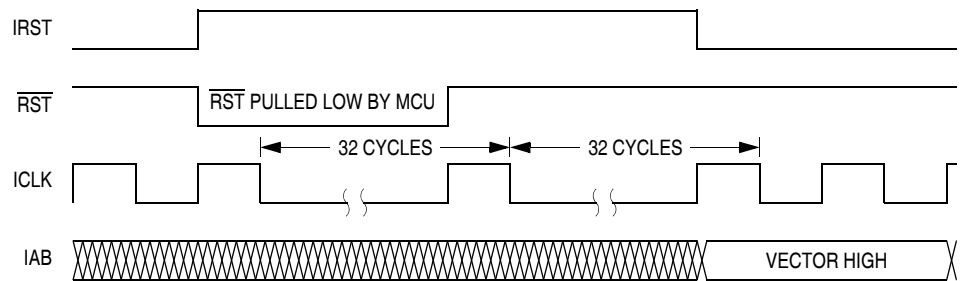 IRST
RST RST PULLED LOW BY MCU
32 CYCLES 32 CYCLES
ICLK
IAB VECTOR HIGH